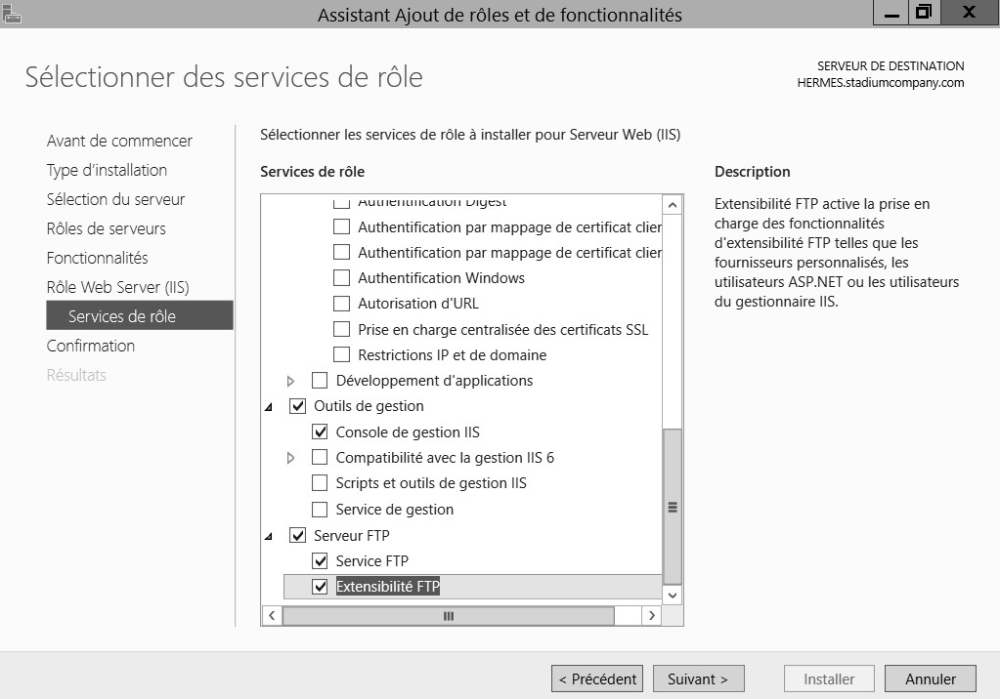 Assistant Ajout de rôles et de fonctionnalités
Sélectionner des services de rôle
SERVEUR DE DESTINATION
HERMES.stadiumcompany.com
Avant de commencer
Type d'installation
Sélection du serveur
Rôles de serveurs
Fonctionnalités
Rôle Web Server (IIS)
Services de rôle
Confirmation
Résultats
Sélectionner les services de rôle à installer pour Serveur Web (IIS)
Services de rôle
Authentification Digest
Authentification par mappage de certificat clien
Authentification par mappage de certificat clien
Authentification Windows
Autorisation d'URL
Prise en charge centralisée des certificats SSL
Restrictions IP et de domaine
Développement d'applications
Outils de gestion
Console de gestion IIS
Compatibilité avec la gestion IIS 6
Scripts et outils de gestion IIS
Service de gestion
Serveur FTP
Service FTP
Extensibilité FTP
Description
Extensibilité FTP active la prise en
charge des fonctionnalités
d'extensibilité FTP telles que les
fournisseurs personnalisés, les
utilisateurs ASP.NET ou les utilisateurs
du gestionnaire IIS.
< Précédent
Suivant >
Installer
Annuler